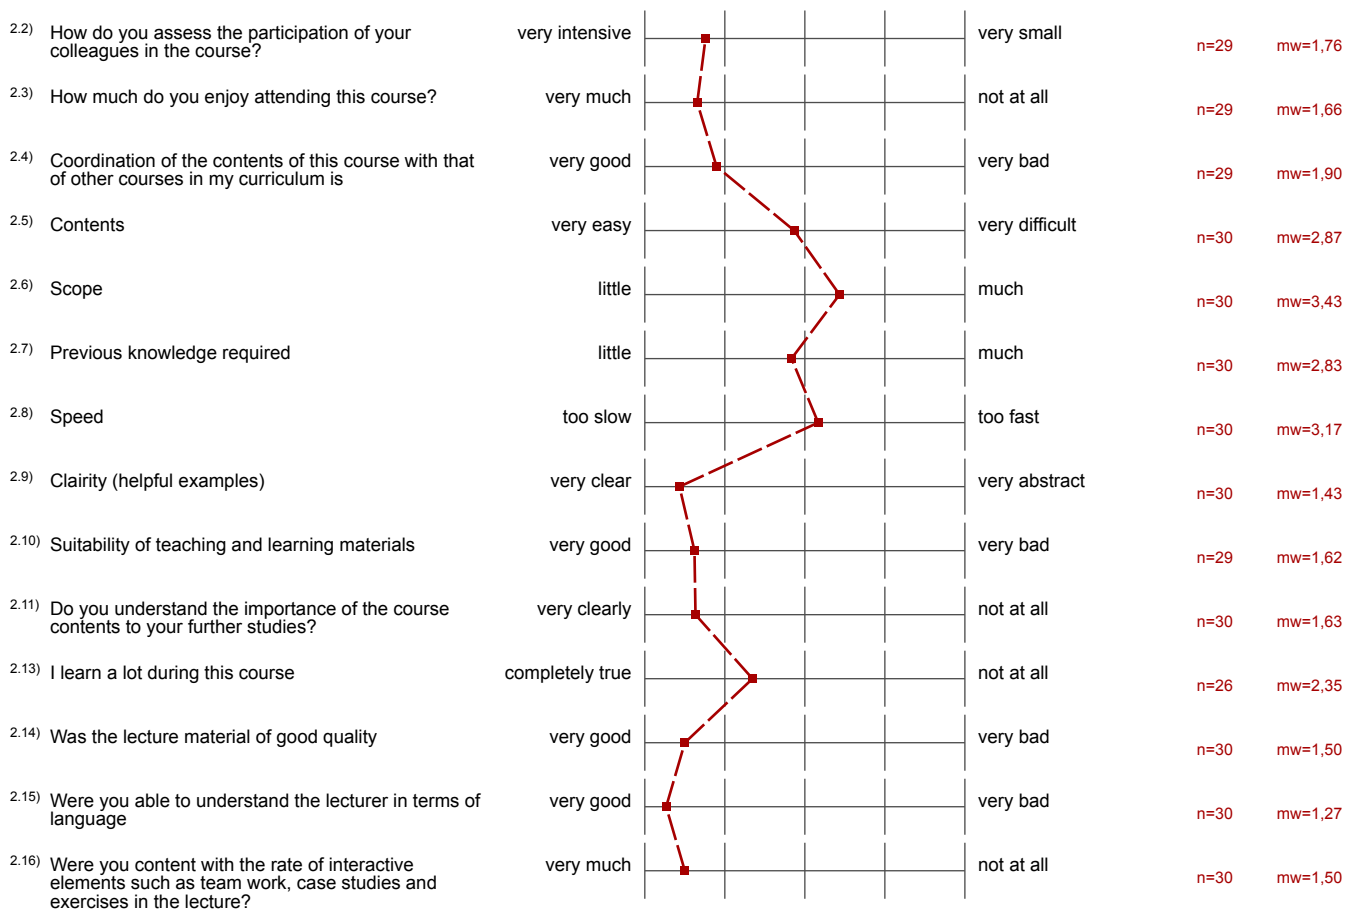 2.2) How do you assess the participation of your
colleagues in the course?
very intensive
very small
n=29
mw=1,76
2.3) How much do you enjoy attending this course?
very much
not at all
n=29
mw=1,66
2.4) Coordination of the contents of this course with that
of other courses in my curriculum is
very good
very bad
n=29
mw=1,90
2.5) Contents
very easy
very difficult
n=30
mw=2,87
2.6) Scope
little
much
n=30
mw=3,43
2.7) Previous knowledge required
little
much
n=30
mw=2,83
2.8) Speed
too slow
too fast
n=30
mw=3,17
2.9) Clairity (helpful examples)
very clear
very abstract
n=30
mw=1,43
2.10) Suitability of teaching and learning materials
very good
very bad
n=29
mw=1,62
2.11) Do you understand the importance of the course
contents to your further studies?
very clearly
not at all
n=30
mw=1,63
2.13) I learn a lot during this course
completely true
not at all
n=26
mw=2,35
2.14) Was the lecture material of good quality
very good
very bad
n=30
mw=1,50
2.15) Were you able to understand the lecturer in terms of
language
very good
very bad
n=30
mw=1,27
2.16) Were you content with the rate of interactive
elements such as team work, case studies and
exercises in the lecture?
very much
not at all
n=30
mw=1,50